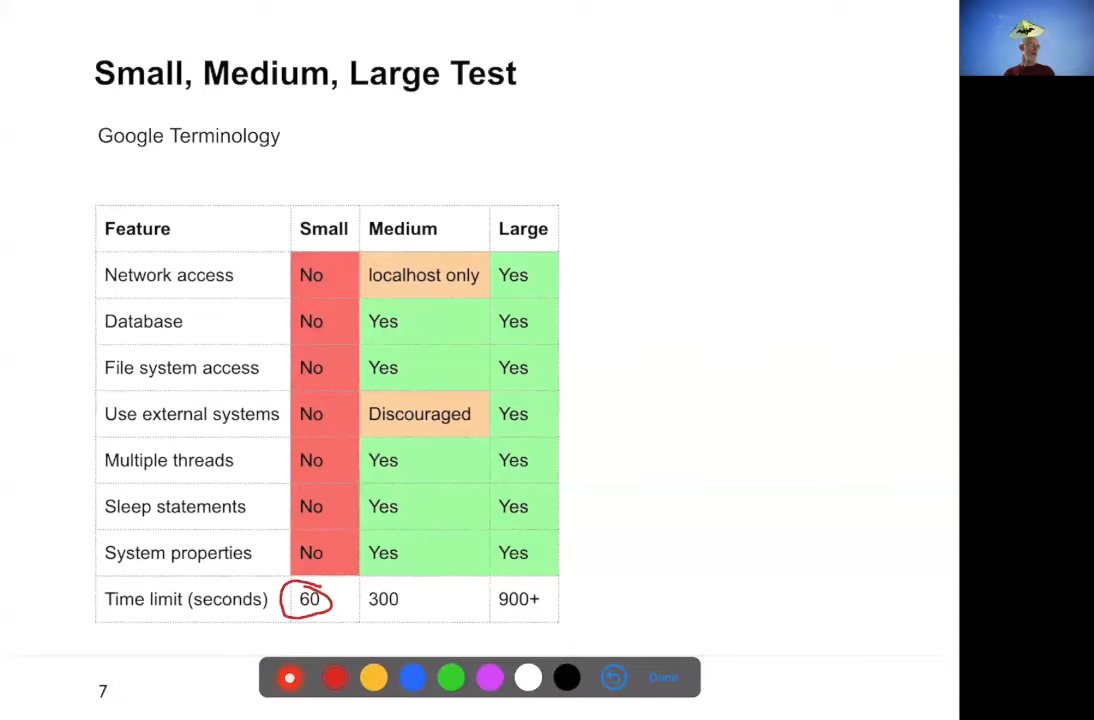 Small, Medium, Large Test
Google Terminology
Feature Small Medium Large
Network access No localhost only Yes
Database No Yes Yes
File system access No Yes Yes
Use external systems No Discouraged Yes
Multiple threads No Yes Yes
Sleep statements No Yes Yes
System properties No Yes Yes
Time limit (seconds) 60 300 900+
Done
7